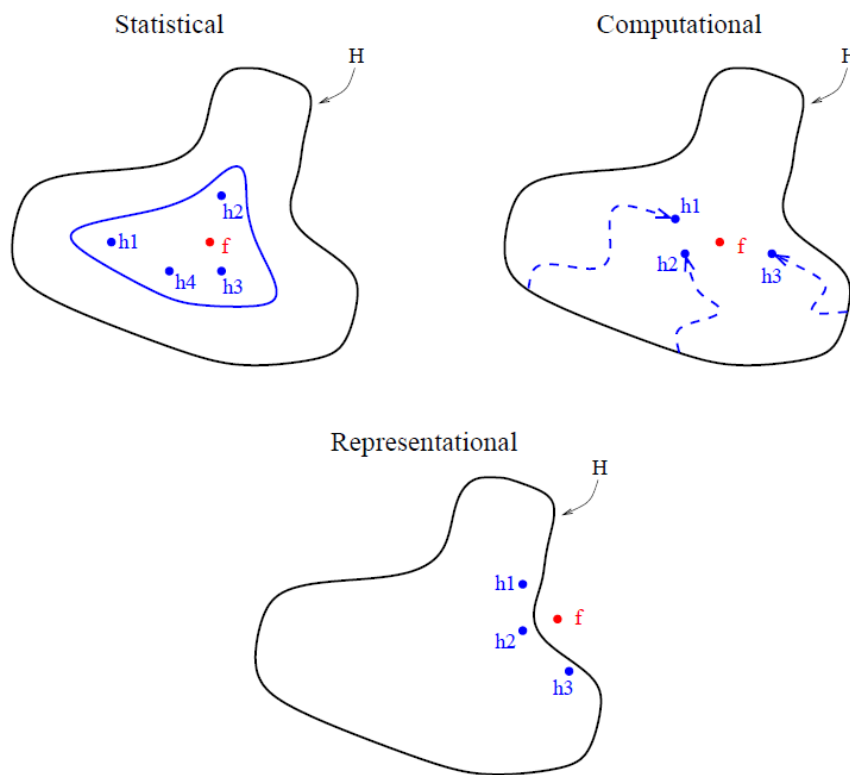 Statistical
H
h2
h1
f
h4
h3
Computational
H
h1
f
h2
h3
Representational
H
h1
f
h2
h3